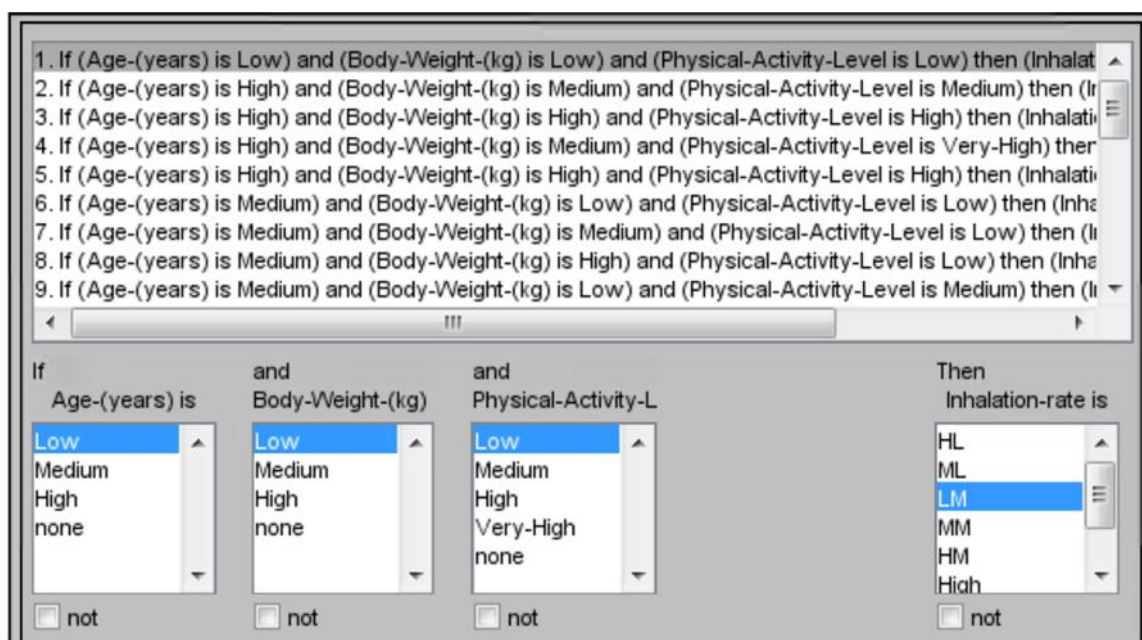 1. If (Age-(years) is Low) and (Body-Weight-(kg) is Low) and (Physical-Activity-Level is Low) then (Inhalat
2. If (Age-(years) is High) and (Body-Weight-(kg) is Medium) and (Physical-Activity-Level is Medium) then (In
3. If (Age-(years) is High) and (Body-Weight-(kg) is High) and (Physical-Activity-Level is High) then (Inhalati
4. If (Age-(years) is High) and (Body-Weight-(kg) is Medium) and (Physical-Activity-Level is Very-High) then
5. If (Age-(years) is High) and (Body-Weight-(kg) is High) and (Physical-Activity-Level is High) then (Inhalati
6. If (Age-(years) is Medium) and (Body-Weight-(kg) is Low) and (Physical-Activity-Level is Low) then (Inha
7. If (Age-(years) is Medium) and (Body-Weight-(kg) is Medium) and (Physical-Activity-Level is Low) then (I
8. If (Age-(years) is Medium) and (Body-Weight-(kg) is High) and (Physical-Activity-Level is Low) then (Inha
9. If (Age-(years) is Medium) and (Body-Weight-(kg) is Low) and (Physical-Activity-Level is Medium) then (I
If
Age-(years) is
Low
Medium
High
none
not
and
Body-Weight-(kg)
Low
Medium
High
none
not
and
Physical-Activity-L
Low
Medium
High
Very-High
none
not
Then
Inhalation-rate is
HL
ML
LM
MM
HM
High
not